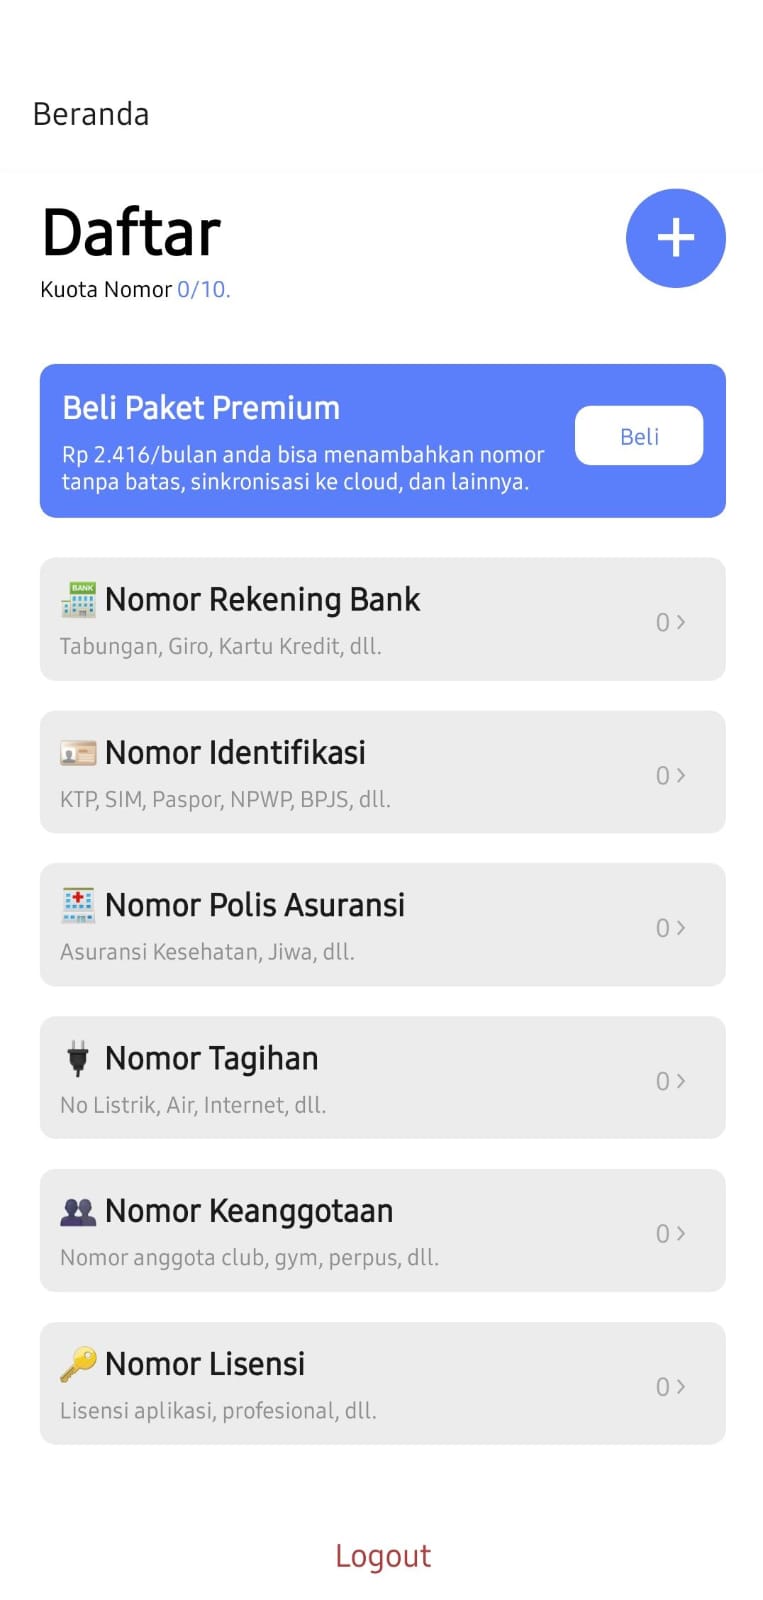 Beranda
Daftar
Kuota Nomor 0/10.
Beli Paket Premium
Rp 2.416/bulan anda bisa menambahkan nomor
tanpa batas, sinkronisasi ke cloud, dan lainnya.
Beli
BANK
Nomor Rekening Bank
Tabungan, Giro, Kartu Kredit, dll.
0
Nomor Identifikasi
KTP, SIM, Paspor, NPWP, BPJS, dll.
0
Nomor Polis Asuransi
Asuransi Kesehatan, Jiwa, dll.
0
Nomor Tagihan
No Listrik, Air, Internet, dll.
0
Nomor Keanggotaan
Nomor anggota club, gym, perpus, dll.
0
Nomor Lisensi
Lisensi aplikasi, profesional, dll.
0
Logout